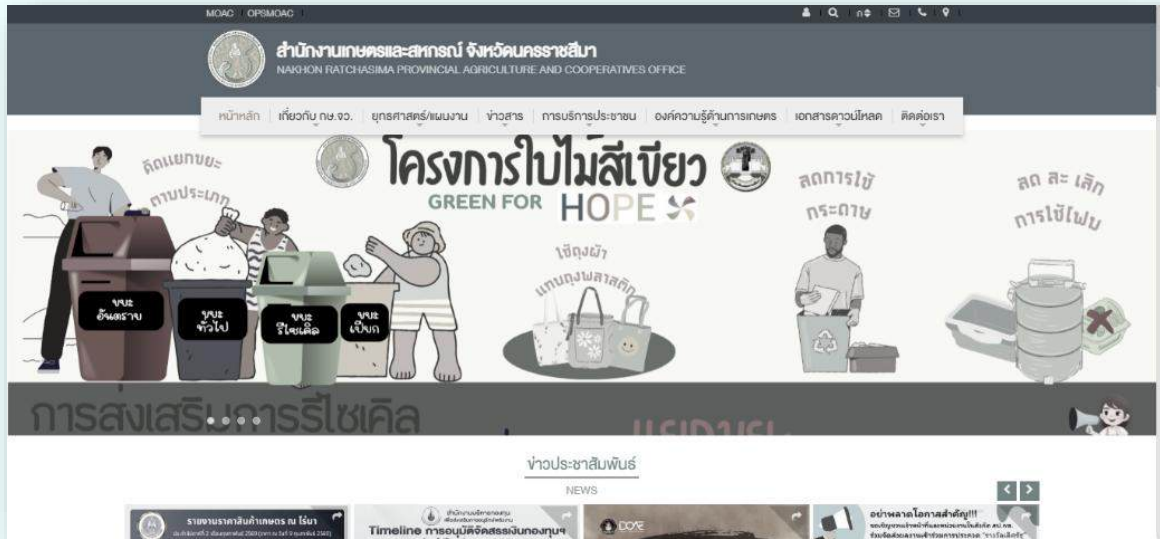 MOAC OPSMOAC
ก
สำนักงานเกษตรและสหกรณ์ จังหวัดนครราชสีมา
NAKHON RATCHASIMA PROVINCIAL AGRICULTURE AND COOPERATIVES OFFICE
หน้าหลัก เกี่ยวกับ กษ.จว. ยุทธศาสตร์/แผนงาน ข่าวสาร การบริการประชาชน องค์ความรู้ด้านการเกษตร เอกสารดาวน์โหลด ติดต่อเรา
โครงการใบไม้สีเขียว
GREEN FOR HOPE
คัดแยกขยะ
ตามประเภท
ใช้ถุงผ้า
แทนถุงพลาสติก
ลดการใช้
กระดาษ
ลด ละ เลิก
การใช้โฟม
ขยะ
อันตราย
ขยะ
ทั่วไป
ขยะ
รีไซเคิล
ขยะ
เปียก
การส่งเสริมการรีไซเคิล
ข่าวประชาสัมพันธ์
NEWS
รายงานราคาสินค้าเกษตร ณ ไร่นา
Timeline การอนุมัติจัดสรรเงินกองทุนฯ
อย่าพลาดโอกาสสำคัญ!!!